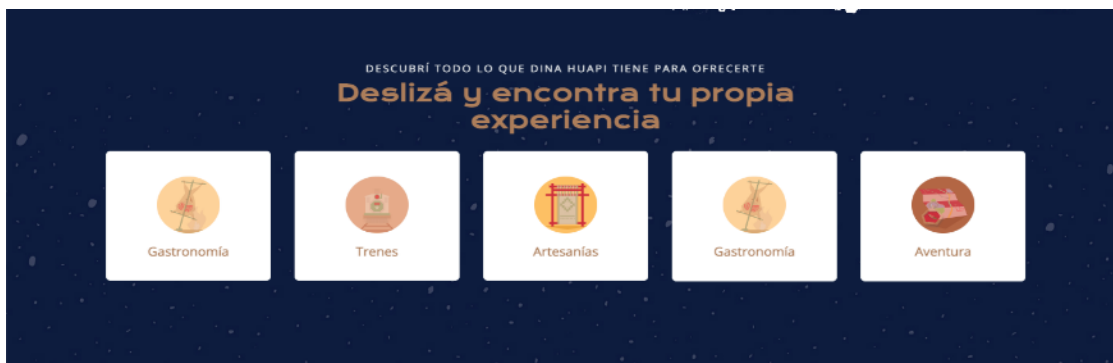 DESCUBRÍ TODO LO QUE DINA HUAPI TIENE PARA OFRECERTE
Deslizá y encontra tu propia
experiencia
Gastronomía
Trenes
Artesanías
Gastronomía
Aventura